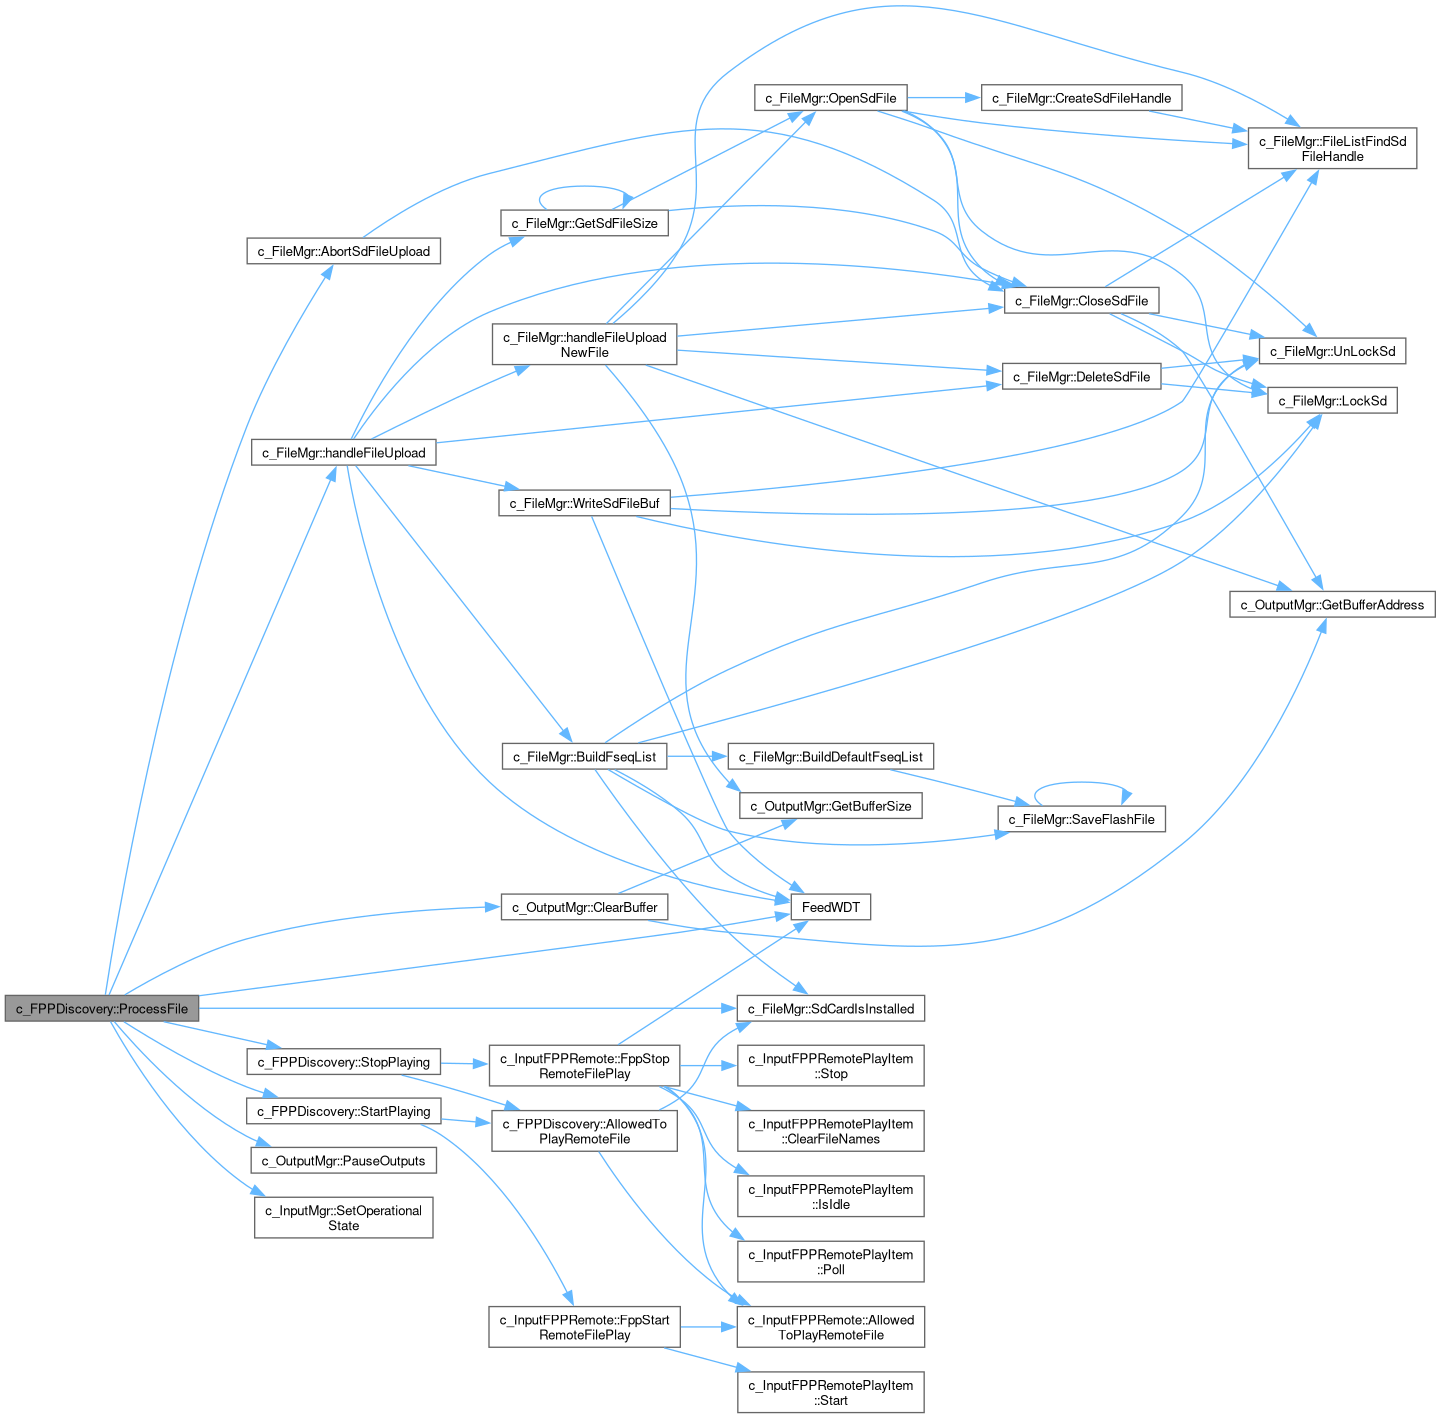 c_FileMgr::OpenSdFile
c_FileMgr::CreateSdFileHandle
c_FileMgr::FileListFindSd
FileHandle
c_FileMgr::GetSdFileSize
c_FileMgr::AbortSdFileUpload
c_FileMgr::CloseSdFile
c_FileMgr::handleFileUpload
NewFile
c_FileMgr::UnLockSd
c_FileMgr::DeleteSdFile
c_FileMgr::LockSd
c_FileMgr::handleFileUpload
c_FileMgr::WriteSdFileBuf
c_OutputMgr::GetBufferAddress
c_FileMgr::BuildFseqList
c_FileMgr::BuildDefaultFseqList
c_OutputMgr::GetBufferSize
c_FileMgr::SaveFlashFile
c_OutputMgr::ClearBuffer
FeedWDT
c_FPPDiscovery::ProcessFile
c_FileMgr::SdCardIsInstalled
c_FPPDiscovery::StopPlaying
c_InputFPPRemote::FppStop
RemoteFilePlay
c_InputFPPRemotePlayItem
::Stop
c_FPPDiscovery::StartPlaying
c_FPPDiscovery::AllowedTo
PlayRemoteFile
c_InputFPPRemotePlayItem
::ClearFileNames
c_OutputMgr::PauseOutputs
c_InputFPPRemotePlayItem
::IsIdle
c_InputMgr::SetOperational
State
c_InputFPPRemotePlayItem
::Poll
c_InputFPPRemote::FppStart
RemoteFilePlay
c_InputFPPRemote::Allowed
ToPlayRemoteFile
c_InputFPPRemotePlayItem
::Start